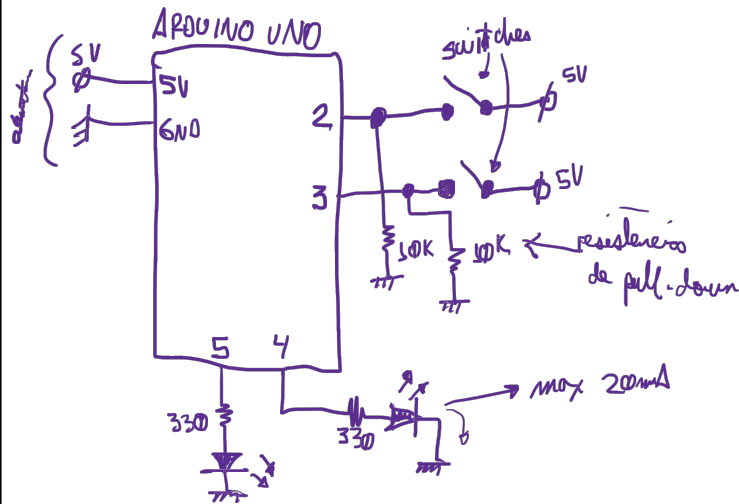 ARDUINO UNO
switches
5V
5V
5V
GND
2
3
5V
10K
10K
resistencias
de pull-down
5
4
330
330
max 200mA